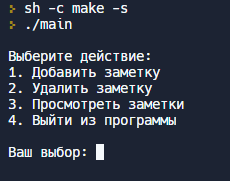 > sh -c make -s
> ./main
Выберите действие:
1. Добавить заметку
2. Удалить заметку
3. Просмотреть заметки
4. Выйти из программы
Ваш выбор: